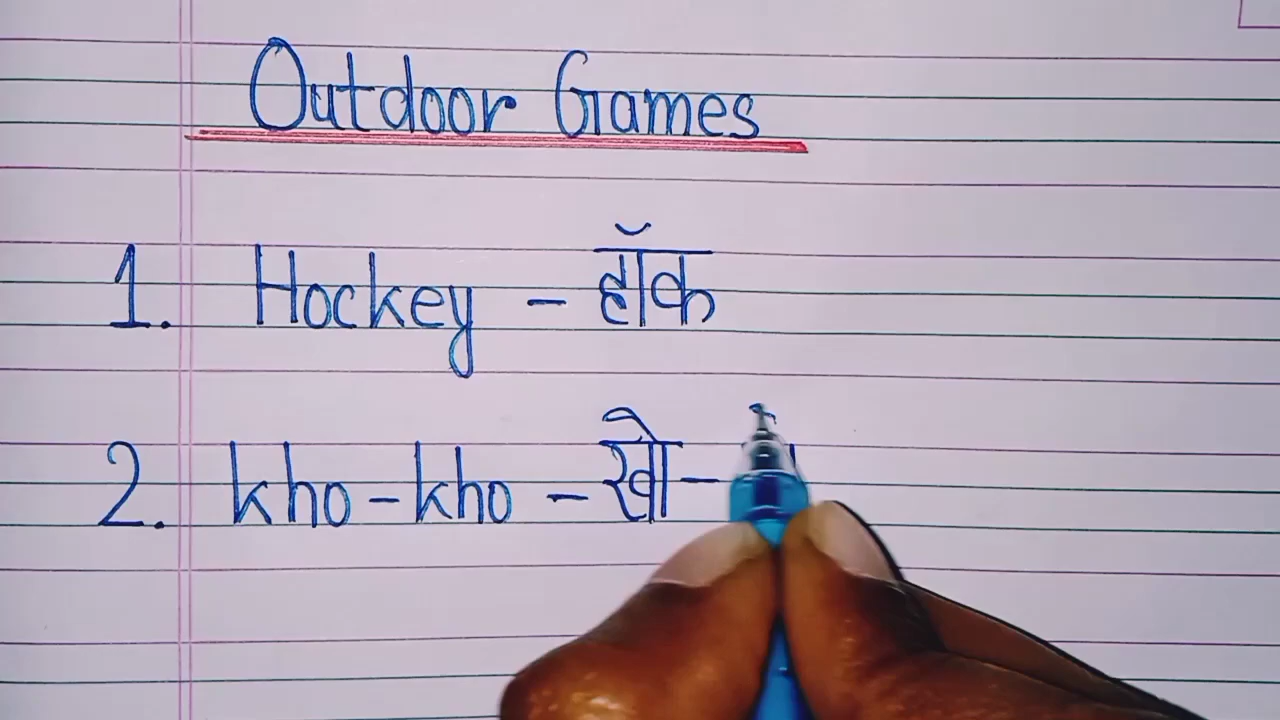 Outdoor Games
1. Hockey - हॉक
2. kho-kho - खो-